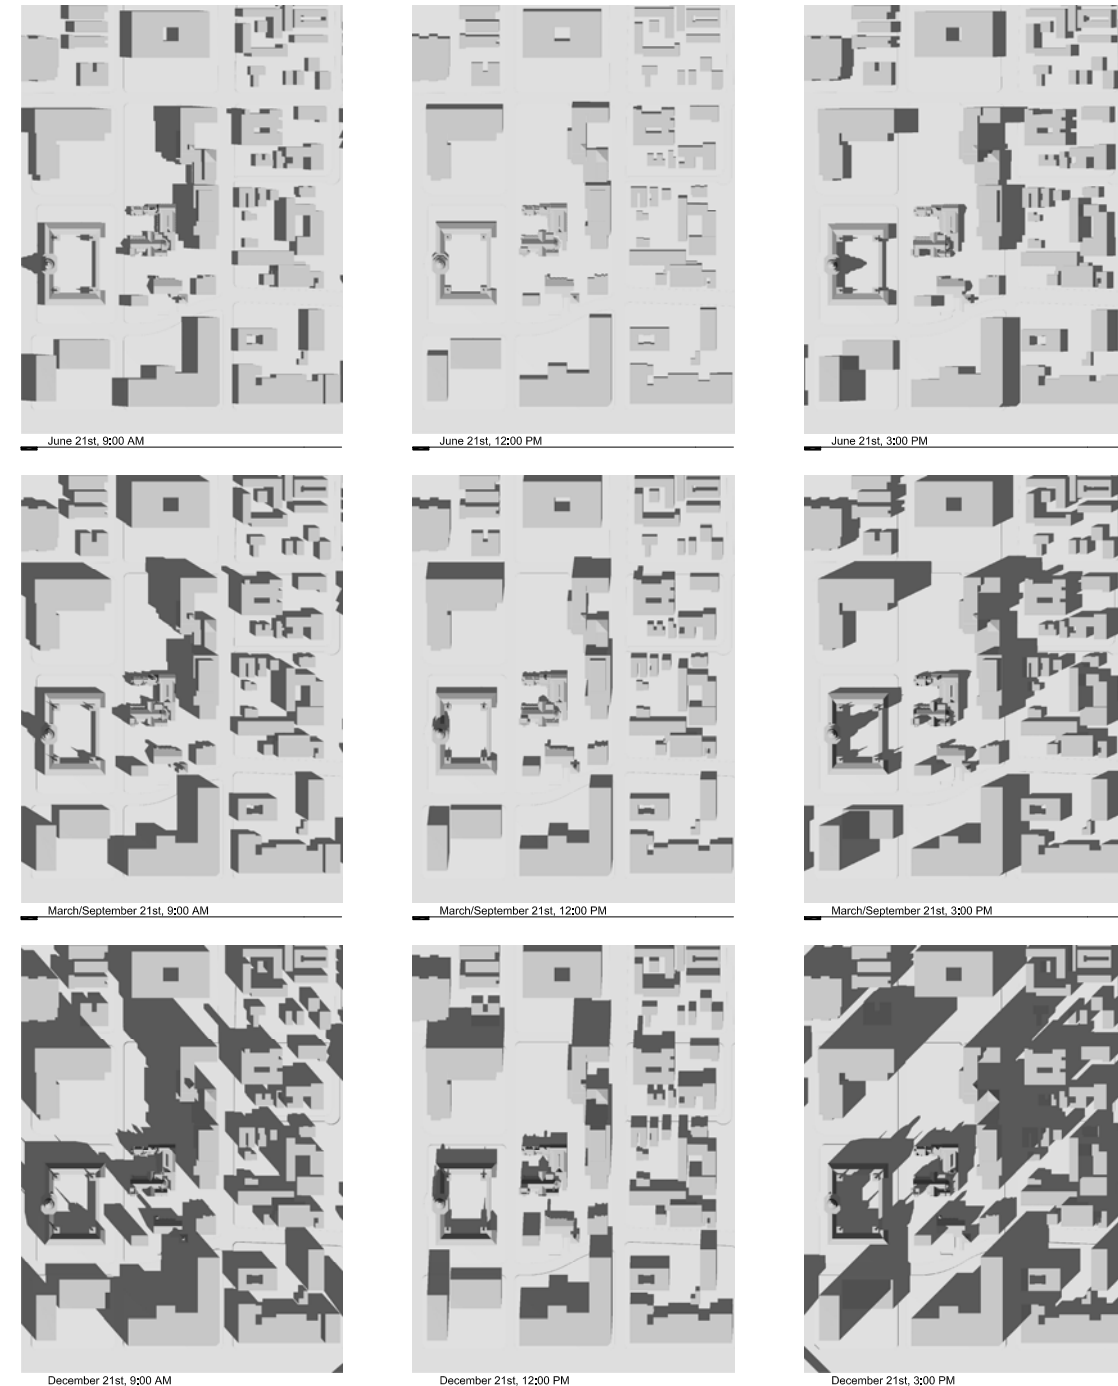 June 21st, 9:00 AM
June 21st, 12:00 PM
June 21st, 3:00 PM
March/September 21st, 9:00 AM
March/September 21st, 12:00 PM
March/September 21st, 3:00 PM
December 21st, 9:00 AM
December 21st, 12:00 PM
December 21st, 3:00 PM